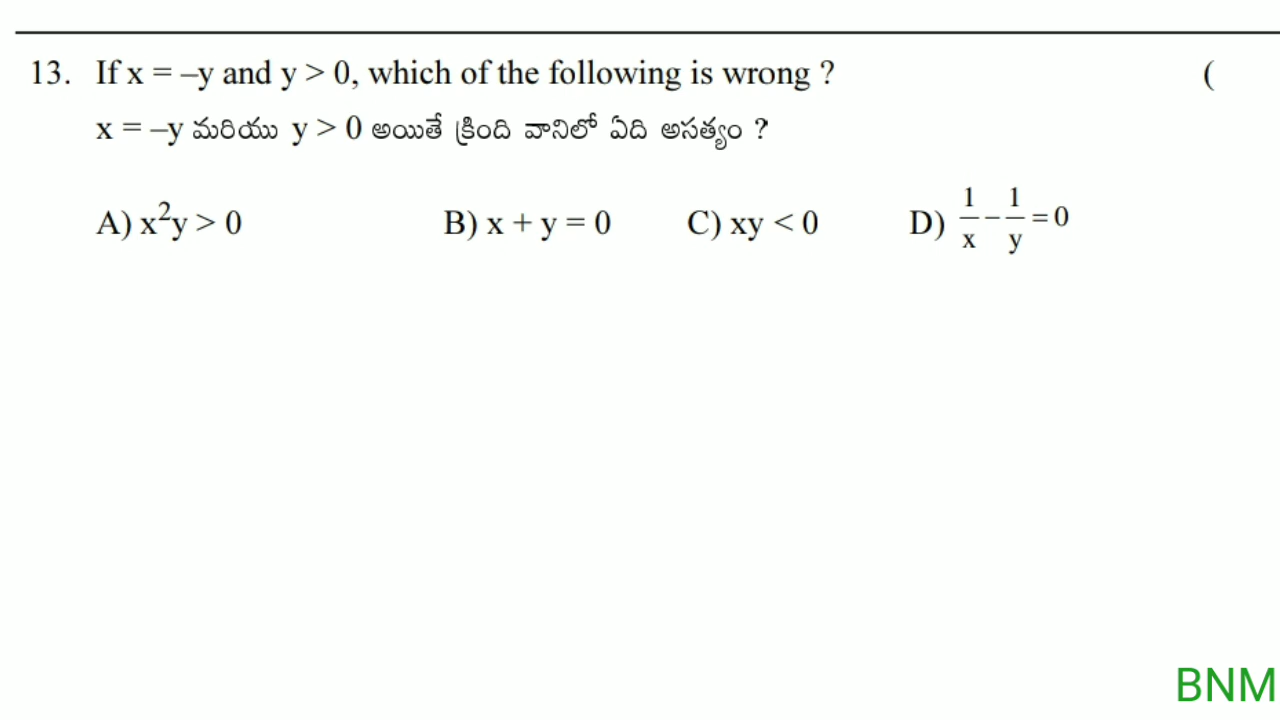 13. If x = –y and y > 0, which of the following is wrong ? (
x = –y మరియు y > 0 అయితే క్రింది వానిలో ఏది అసత్యం ?
A) x²y > 0 B) x + y = 0 C) xy < 0 D) 1/x – 1/y = 0
BNM